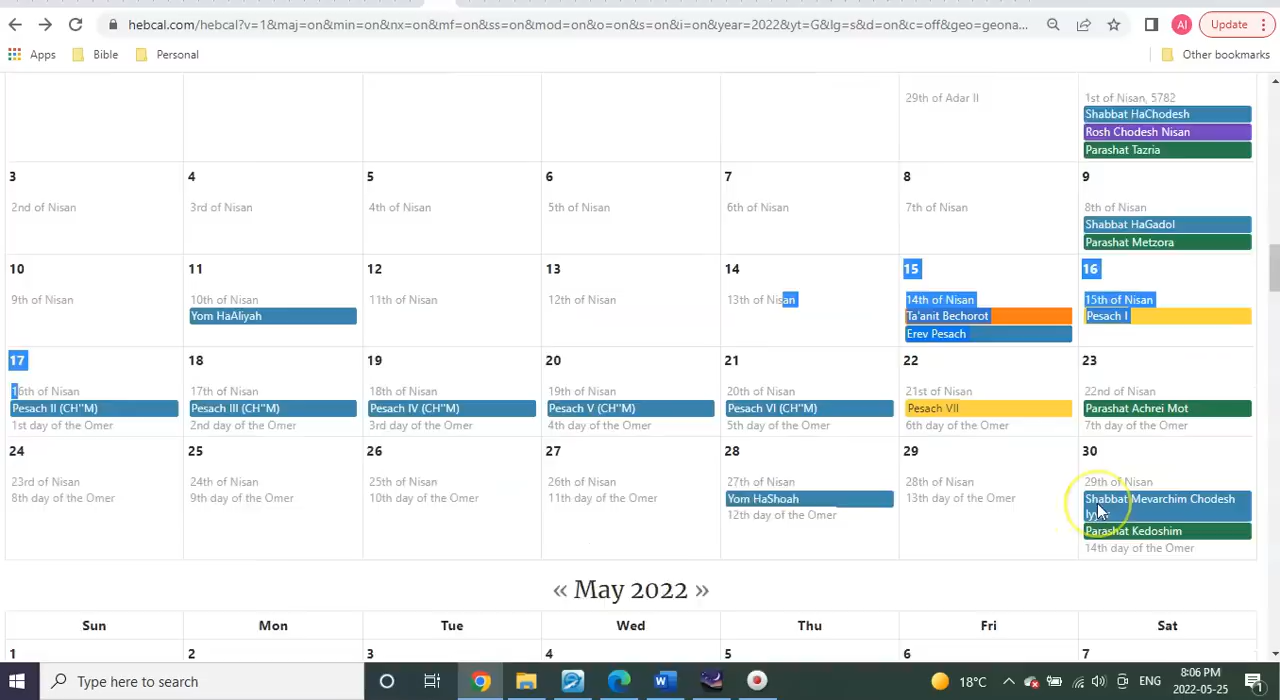 hebcal.com/hebcal?v=1&maj=on&min=on&nx=on&mf=on&ss=on&mod=on&o=on&s=on&i=on&year=2022&yt=G&lg=s&d=on&c=off&geo=geona...
AI
Update
Apps
Bible
Personal
Other bookmarks
29th of Adar II
1st of Nisan, 5782
Shabbat HaChodesh
Rosh Chodesh Nisan
Parashat Tazria
3 4 5 6 7 8 9
2nd of Nisan 3rd of Nisan 4th of Nisan 5th of Nisan 6th of Nisan 7th of Nisan 8th of Nisan
Shabbat HaGadol
Parashat Metzora
10 11 12 13 14 15 16
9th of Nisan 10th of Nisan 11th of Nisan 12th of Nisan 13th of Nisan 14th of Nisan 15th of Nisan
Yom HaAliyah Ta'anit Bechorot Pesach I
Erev Pesach
17 18 19 20 21 22 23
16th of Nisan 17th of Nisan 18th of Nisan 19th of Nisan 20th of Nisan 21st of Nisan 22nd of Nisan
Pesach II (CH''M) Pesach III (CH''M) Pesach IV (CH''M) Pesach V (CH''M) Pesach VI (CH''M) Pesach VII Parashat Achrei Mot
1st day of the Omer 2nd day of the Omer 3rd day of the Omer 4th day of the Omer 5th day of the Omer 6th day of the Omer 7th day of the Omer
24 25 26 27 28 29 30
23rd of Nisan 24th of Nisan 25th of Nisan 26th of Nisan 27th of Nisan 28th of Nisan 29th of Nisan
8th day of the Omer 9th day of the Omer 10th day of the Omer 11th day of the Omer Yom HaShoah 13th day of the Omer Shabbat Mevarchim Chodesh
12th day of the Omer
Parashat Kedoshim
14th day of the Omer
« May 2022 »
Sun Mon Tue Wed Thu Fri Sat
1 2 3 4 5 6 7
Type here to search
18°C
ENG
8:06 PM
2022-05-25
1